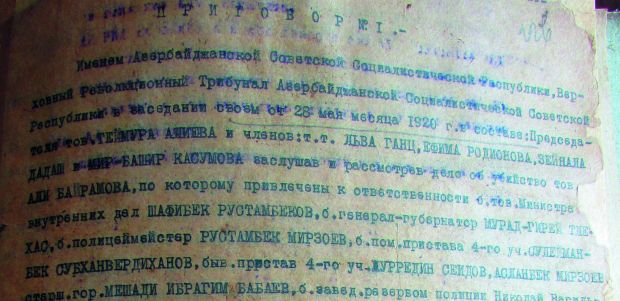 ПРИГОВОР №I.-
Именем Азербайджанской Советской Социалистической Республики, Вер-
ховный Революционный Трибунал Азербайджанской Социалистической Советской
Республики в заседании своем от 28 мая месяца 1920 г. в составе: Председа-
теля тов. ТЕЙМУРА АЛИЕВА и членов: т.т. ЛЬВА ГАНЦ, ЕФИМА РОДИОНОВА, ЗЕЙНАЛА
ДАДАШ и МИР-БАШИР КАСУМОВА заслушав и рассмотрев дело об убийстве тов
АЛИ БАЙРАМОВА, по которому привлечены к ответственности б. тов. Министра
внутренних дел ШАФИБЕК РУСТАМБЕКОВ, б. генерал-губернатор МУРАД-ГИРЕЙ ТЛЕ-
ХАС, б. полицеймейстер РУСТАМБЕК МИРЗОЕВ, б. пом. пристава 4-го уч. СУЛЕЙМАН-
БЕК СУБХАНВЕРДИХАНОВ, быв. пристав 4-го уч. НУРРЕДИН СЕИДОВ, АСЛАНБЕК МИРЗОЕВ
старш. гор. МЕШАДИ ИБРАГИМ БАБАЕВ, б. завед. резервом полиции Николай